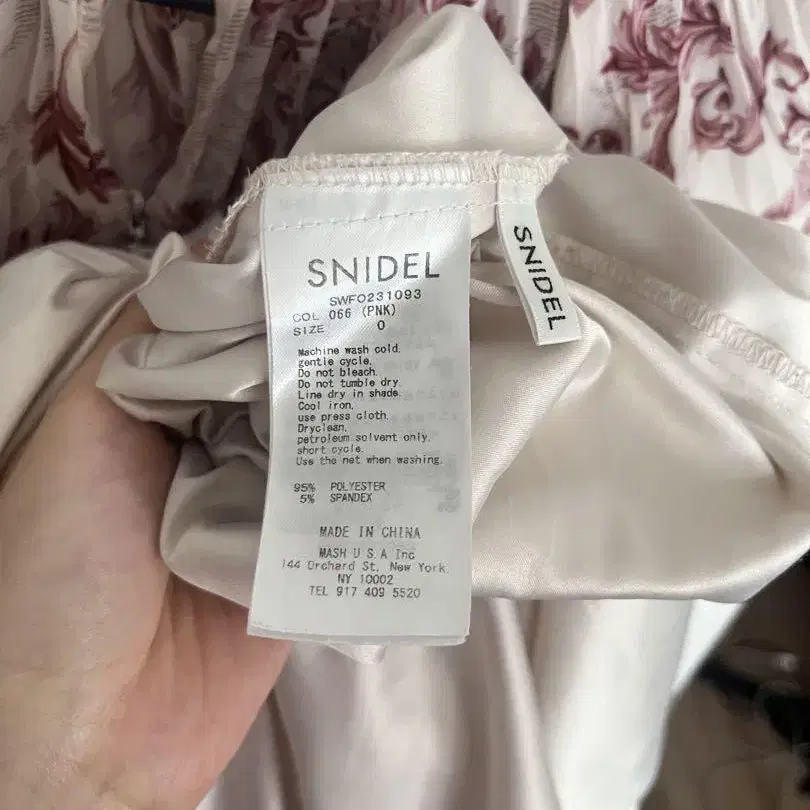 SNIDEL
SWFO231093
COL 066 (PNK)
SIZE 0
Machine wash cold.
gentle cycle.
Do not bleach.
Do not tumble dry.
Line dry in shade.
Cool iron.
use press cloth.
Dryclean.
petroleum solvent only.
short cycle.
Use the net when washing.
95% POLYESTER
5% SPANDEX
MADE IN CHINA
MASH U S A Inc
144 Orchard St, New York
NY 10002
TEL 917 409 5520
SNIDEL